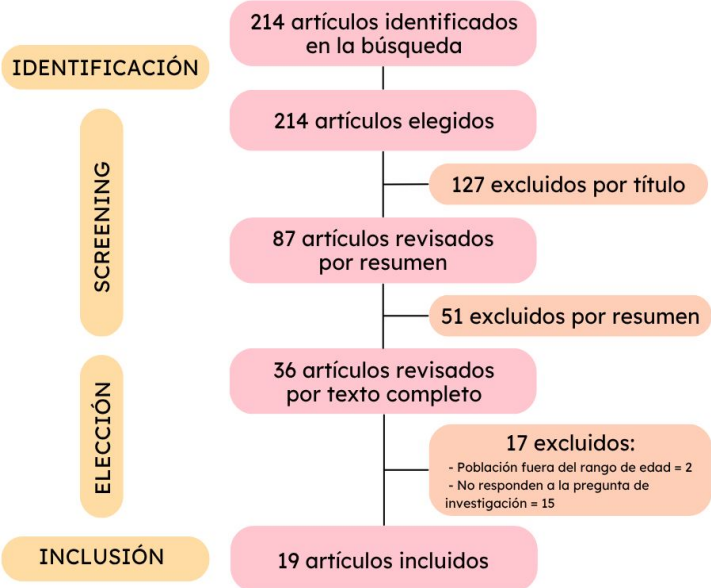 214 artículos identificados
en la búsqueda
IDENTIFICACIÓN
214 artículos elegidos
SCREENING
127 excluidos por título
87 artículos revisados
por resumen
51 excluidos por resumen
36 artículos revisados
por texto completo
ELECCIÓN
17 excluidos:
- Población fuera del rango de edad = 2
- No responden a la pregunta de
investigación = 15
INCLUSIÓN
19 artículos incluidos